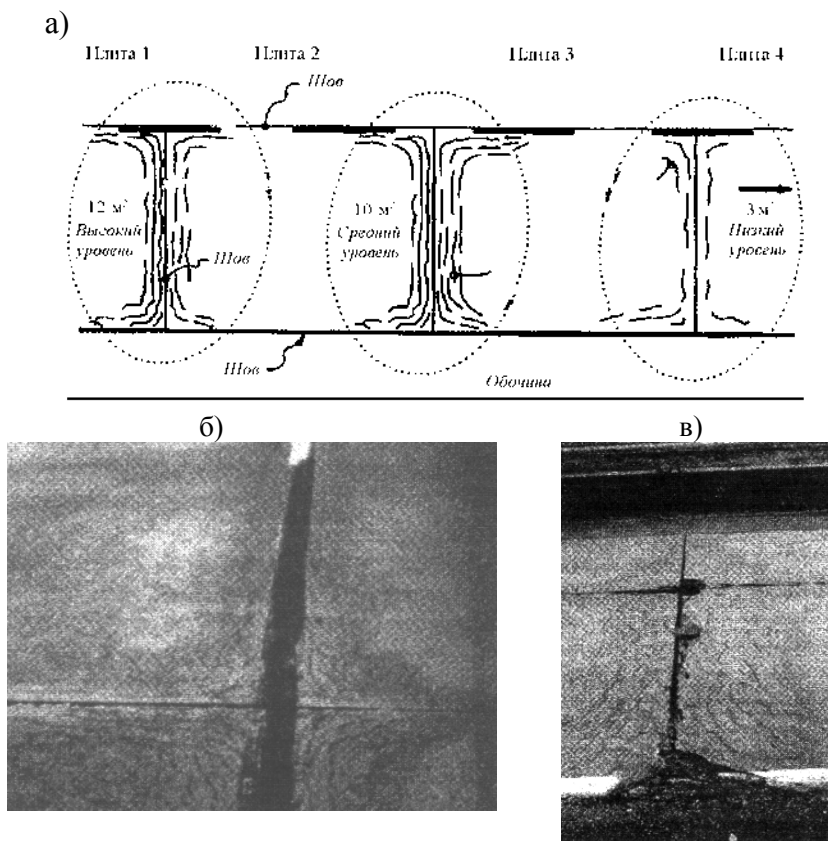 а)
Плита 1 Плита 2 Плита 3 Плита 4
Шов
12 м²
Высокий
уровень
10 м²
Средний
уровень
3 м²
Низкий
уровень
Шов
Шов
Обочина
б) в)